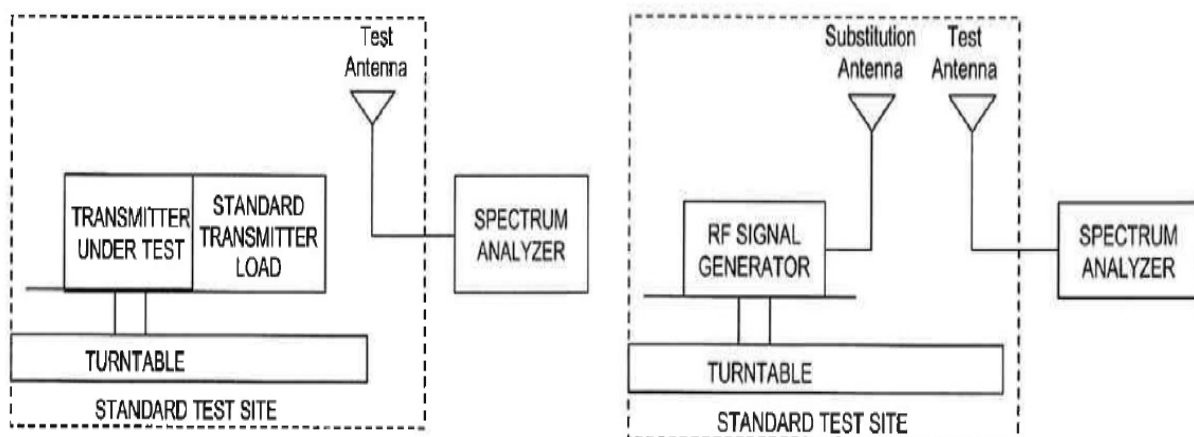 Test
Antenna
TRANSMITTER
UNDER TEST
STANDARD
TRANSMITTER
LOAD
SPECTRUM
ANALYZER
TURNTABLE
STANDARD TEST SITE
Substitution
Antenna
Test
Antenna
RF SIGNAL
GENERATOR
SPECTRUM
ANALYZER
TURNTABLE
STANDARD TEST SITE